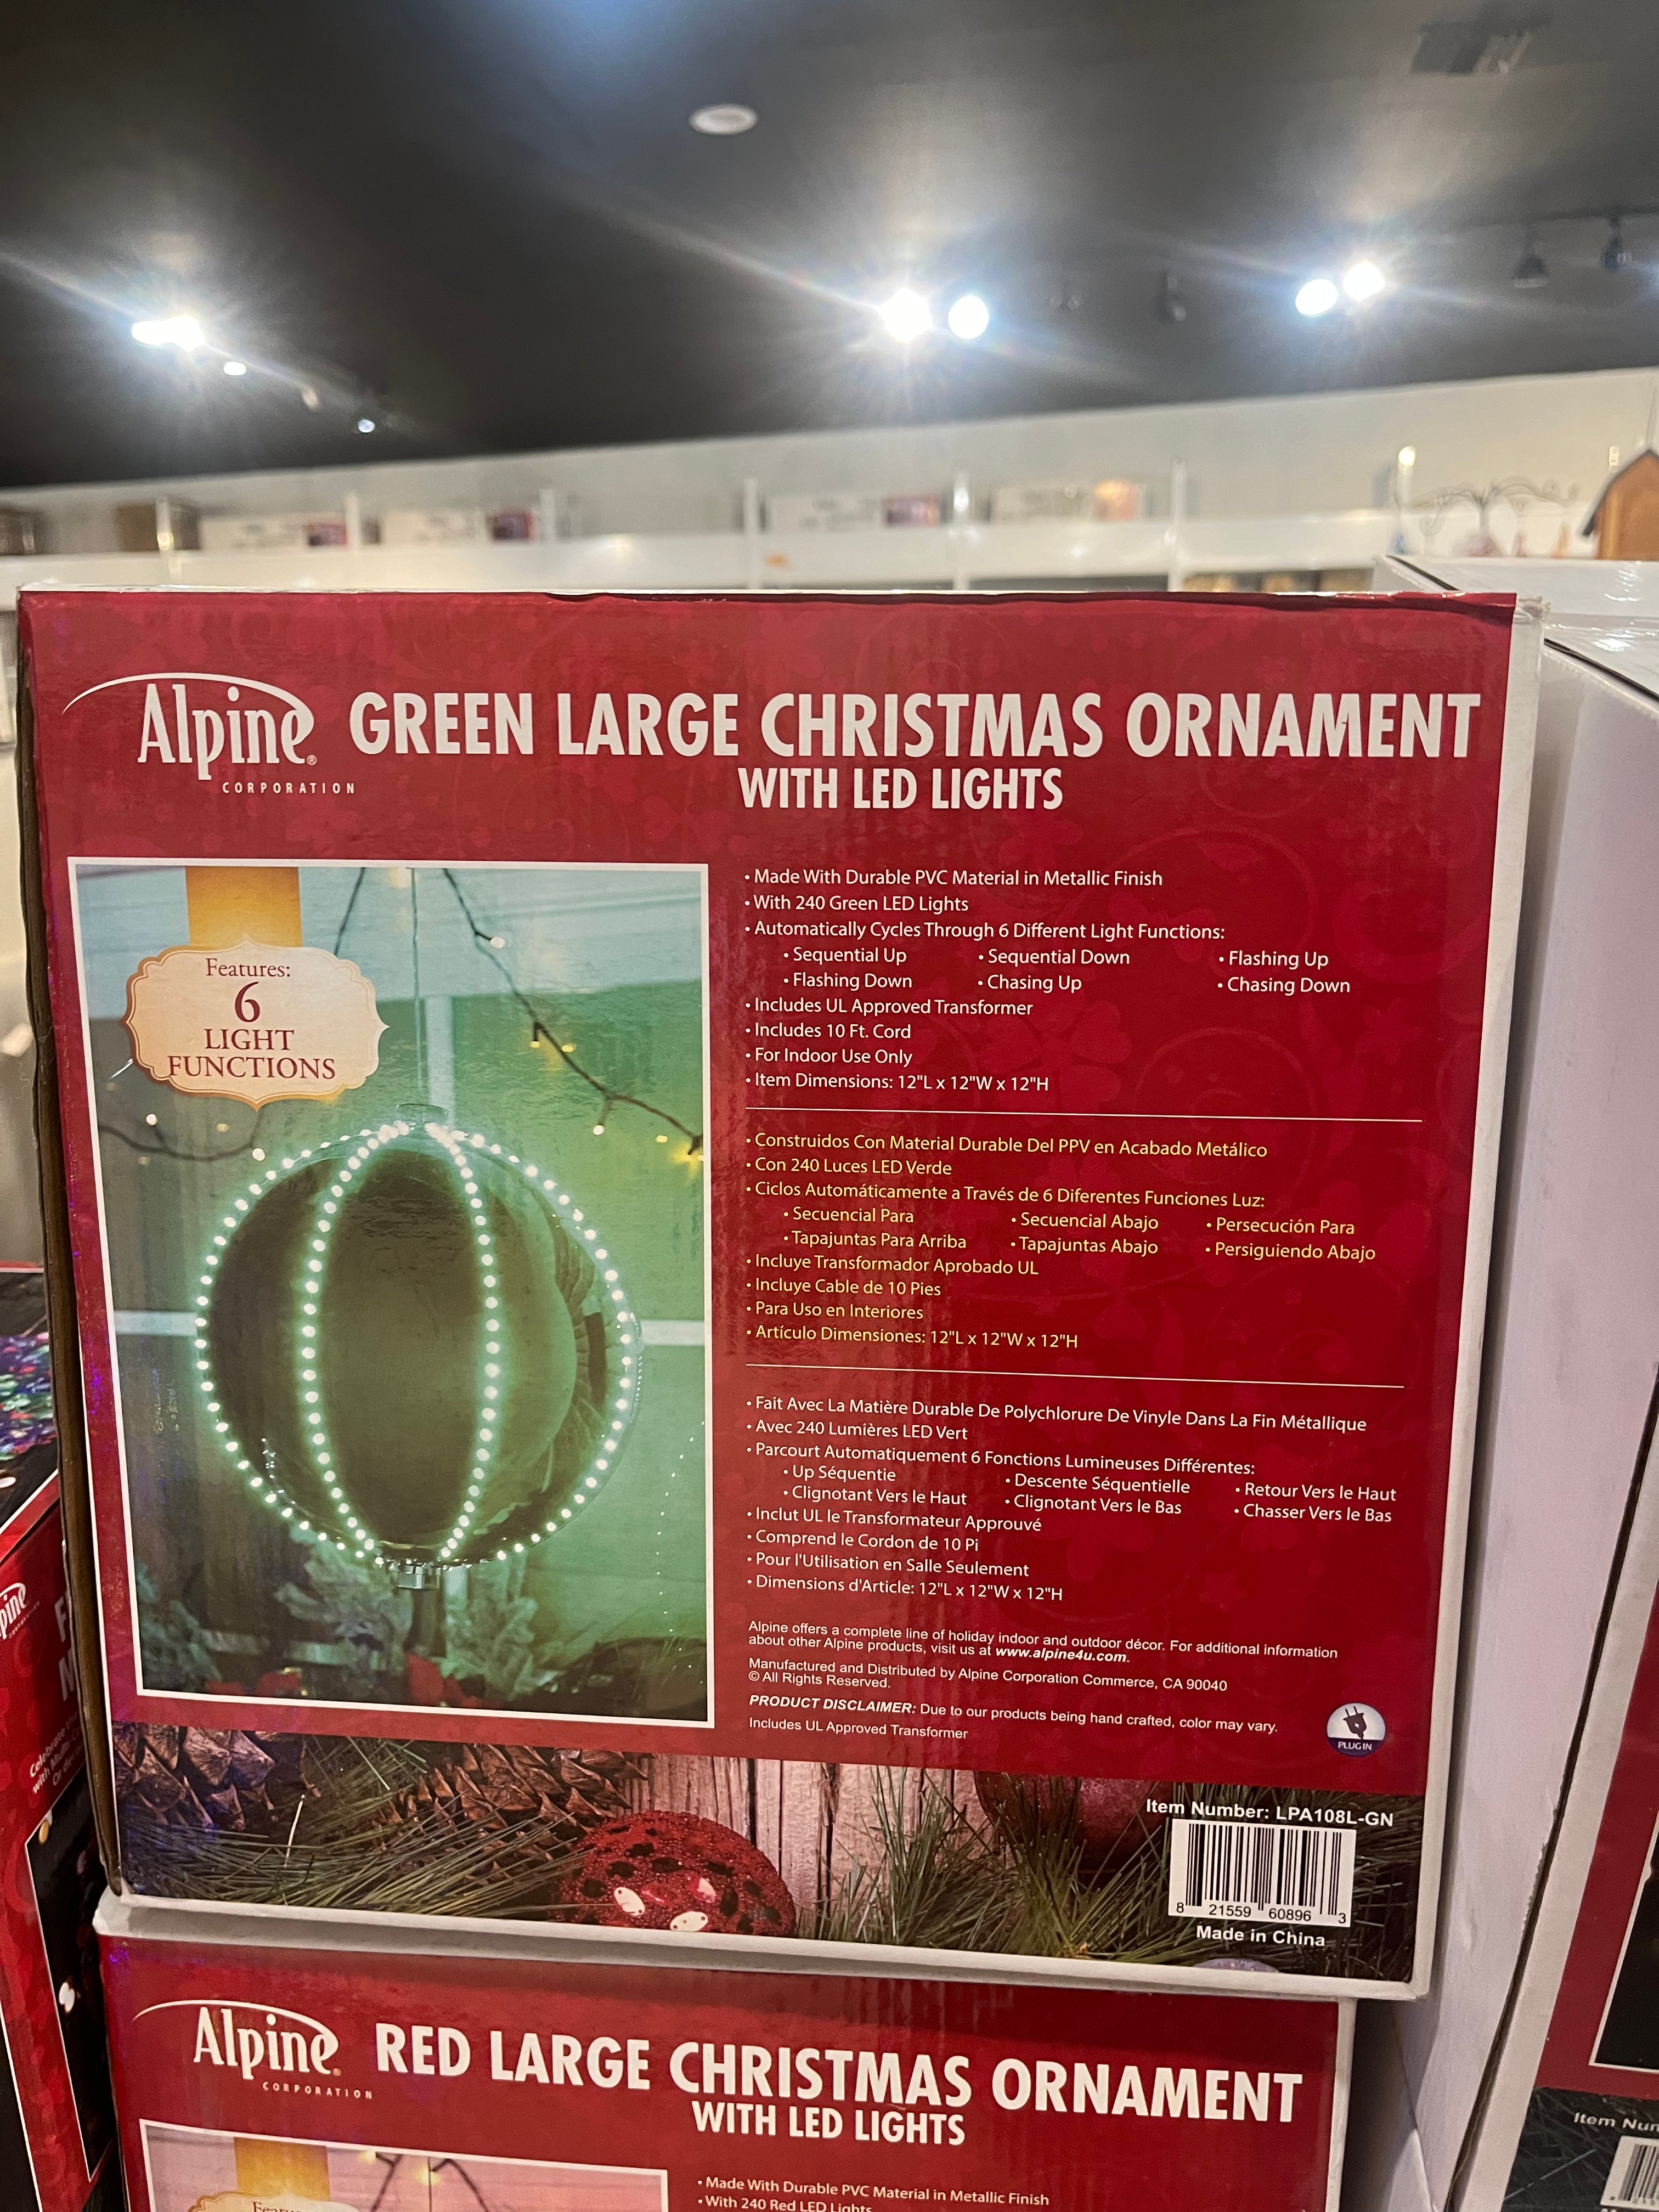 Alpine®
CORPORATION
GREEN LARGE CHRISTMAS ORNAMENT
WITH LED LIGHTS
Features:
6
LIGHT
FUNCTIONS
• Made With Durable PVC Material in Metallic Finish
• With 240 Green LED Lights
• Automatically Cycles Through 6 Different Light Functions:
• Sequential Up • Sequential Down • Flashing Up
• Flashing Down • Chasing Up • Chasing Down
• Includes UL Approved Transformer
• Includes 10 Ft. Cord
• For Indoor Use Only
• Item Dimensions: 12"L x 12"W x 12"H
• Construidos Con Material Durable Del PPV en Acabado Metálico
• Con 240 Luces LED Verde
• Ciclos Automáticamente a Través de 6 Diferentes Funciones Luz:
• Secuencial Para • Secuencial Abajo • Persecución Para
• Tapajuntas Para Arriba • Tapajuntas Abajo • Persiguiendo Abajo
• Incluye Transformador Aprobado UL
• Incluye Cable de 10 Pies
• Para Uso en Interiores
• Artículo Dimensiones: 12"L x 12"W x 12"H
• Fait Avec La Matière Durable De Polychlorure De Vinyle Dans La Fin Métallique
• Avec 240 Lumières LED Vert
• Parcourt Automatiquement 6 Fonctions Lumineuses Différentes:
• Up Séquentie • Descente Séquentielle • Retour Vers le Haut
• Clignotant Vers le Haut • Clignotant Vers le Bas • Chasser Vers le Bas
• Inclut UL le Transformateur Approuvé
• Comprend le Cordon de 10 Pi
• Pour l'Utilisation en Salle Seulement
• Dimensions d'Article: 12"L x 12"W x 12"H
Alpine offers a complete line of holiday indoor and outdoor décor. For additional information
about other Alpine products, visit us at www.alpine4u.com.
Manufactured and Distributed by Alpine Corporation Commerce, CA 90040
© All Rights Reserved.
PRODUCT DISCLAIMER: Due to our products being hand crafted, color may vary.
Includes UL Approved Transformer
PLUG IN
Item Number: LPA108L-GN
8 21559 60896 3
Made in China
Alpine®
CORPORATION
RED LARGE CHRISTMAS ORNAMENT
WITH LED LIGHTS
• Made With Durable PVC Material in Metallic Finish
• With 240 Red LED Lights
Item